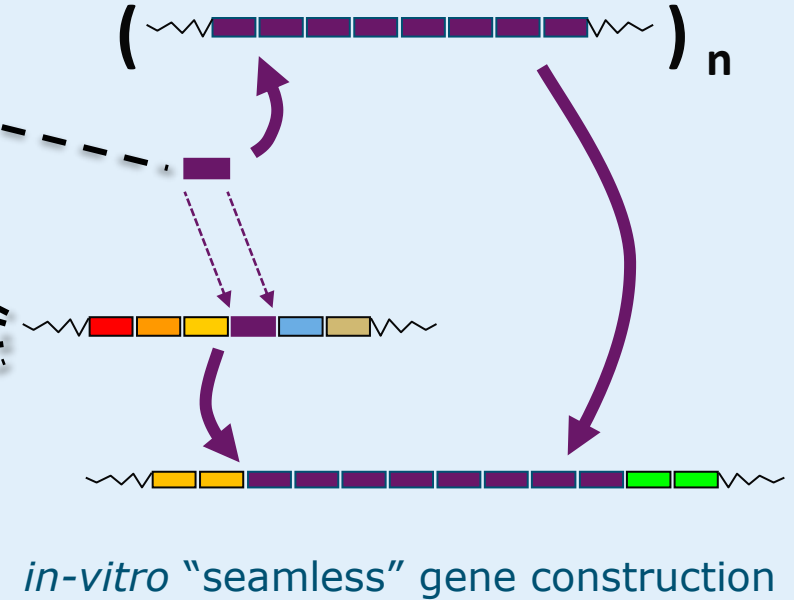 ( ) n
in-vitro “seamless” gene construction